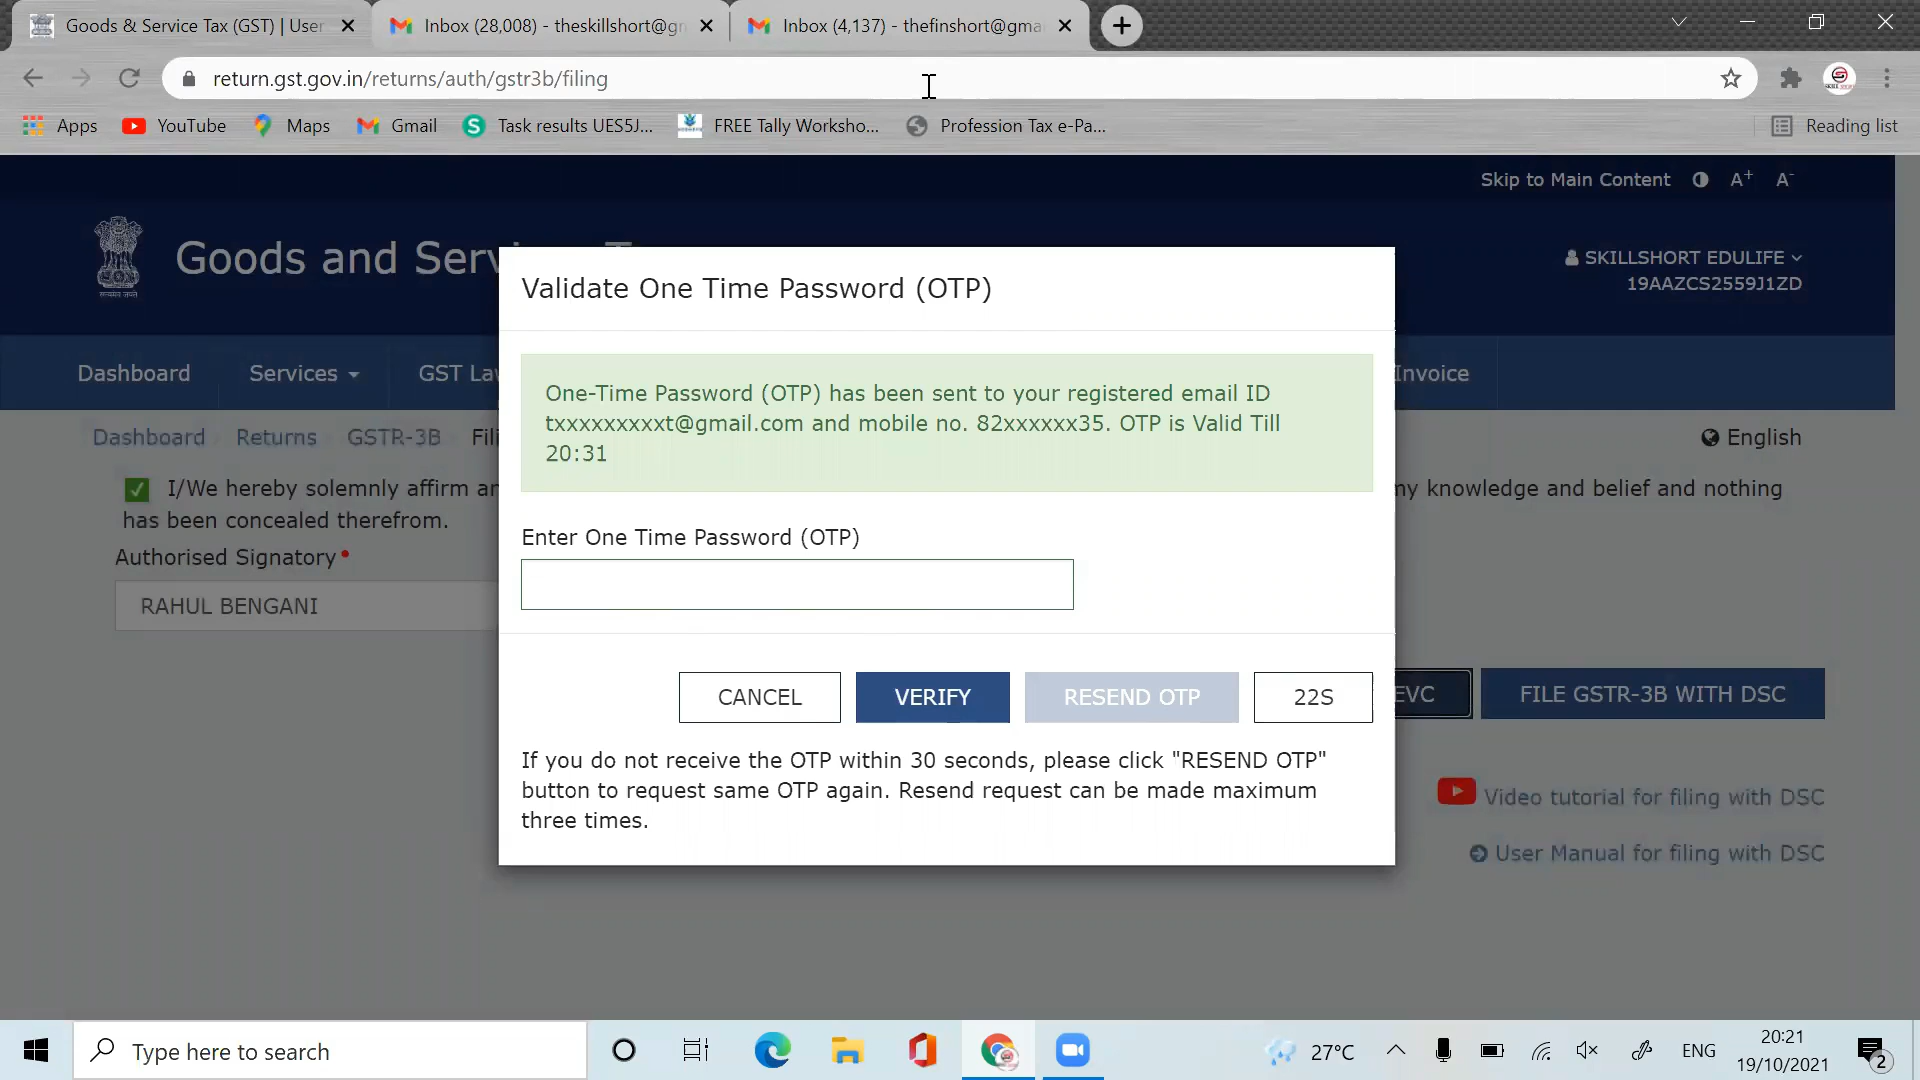 Goods & Service Tax (GST) | User
Inbox (28,008) - theskillshort@gm
Inbox (4,137) - thefinshort@gma
return.gst.gov.in/returns/auth/gstr3b/filing
Apps
YouTube
Maps
Gmail
Task results UES5J...
FREE Tally Worksho...
Profession Tax e-Pa...
Reading list
Skip to Main Content
A+
A-
Goods and Serv
SKILLSHORT EDULIFE
19AAZCS2559J1ZD
Dashboard
Services
GST Law
Invoice
Dashboard
Returns
GSTR-3B
Fili
English
I/We hereby solemnly affirm an
my knowledge and belief and nothing
has been concealed therefrom.
Authorised Signatory
RAHUL BENGANI
Validate One Time Password (OTP)
One-Time Password (OTP) has been sent to your registered email ID
txxxxxxxxxt@gmail.com and mobile no. 82xxxxxx35. OTP is Valid Till
20:31
Enter One Time Password (OTP)
CANCEL
VERIFY
RESEND OTP
22S
If you do not receive the OTP within 30 seconds, please click "RESEND OTP"
button to request same OTP again. Resend request can be made maximum
three times.
EVC
FILE GSTR-3B WITH DSC
Video tutorial for filing with DSC
User Manual for filing with DSC
Type here to search
27°C
ENG
20:21
19/10/2021
2